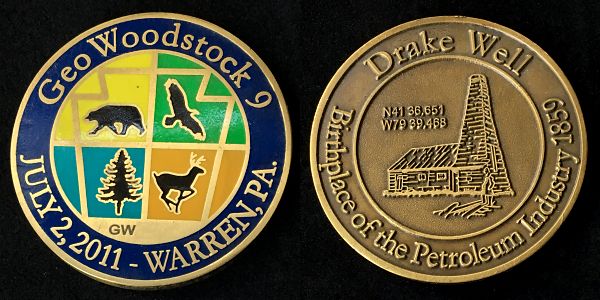 Geo Woodstock 9
GW
JULY 2, 2011 - WARREN, PA.
Drake Well
N41 36,651
W79 39,468
Birthplace of the Petroleum Industry 1859